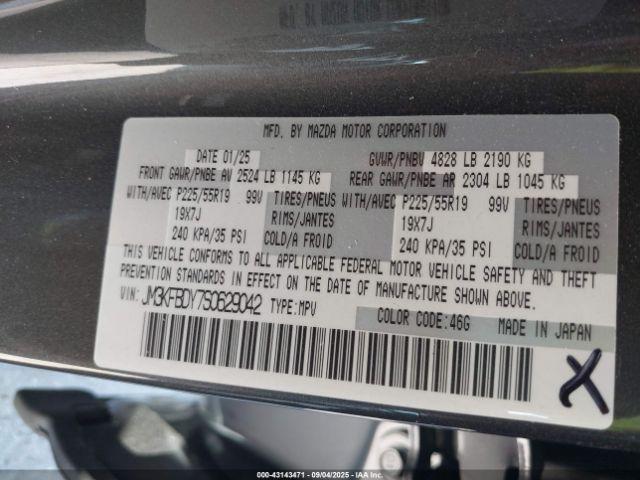 MFD. BY MAZDA MOTOR CORPORATION
DATE 01/25 GVWR/PNBV 4828 LB 2190 KG
FRONT GAWR/PNBE AV 2524 LB 1145 KG REAR GAWR/PNBE AR 2304 LB 1045 KG
WITH/AVEC P225/55R19 99V TIRES/PNEUS WITH/AVEC P225/55R19 99V TIRES/PNEUS
19X7J RIMS/JANTES 19X7J RIMS/JANTES
240 KPA/35 PSI COLD/A FROID 240 KPA/35 PSI COLD/A FROID
THIS VEHICLE CONFORMS TO ALL APPLICABLE FEDERAL MOTOR VEHICLE SAFETY AND THEFT
PREVENTION STANDARDS IN EFFECT ON THE DATE OF MANUFACTURE SHOWN ABOVE.
VIN: JM3KFBDY7S0629042 TYPE:MPV
COLOR CODE:46G MADE IN JAPAN
X
000-43143471 09/04/2025 IAAI.com